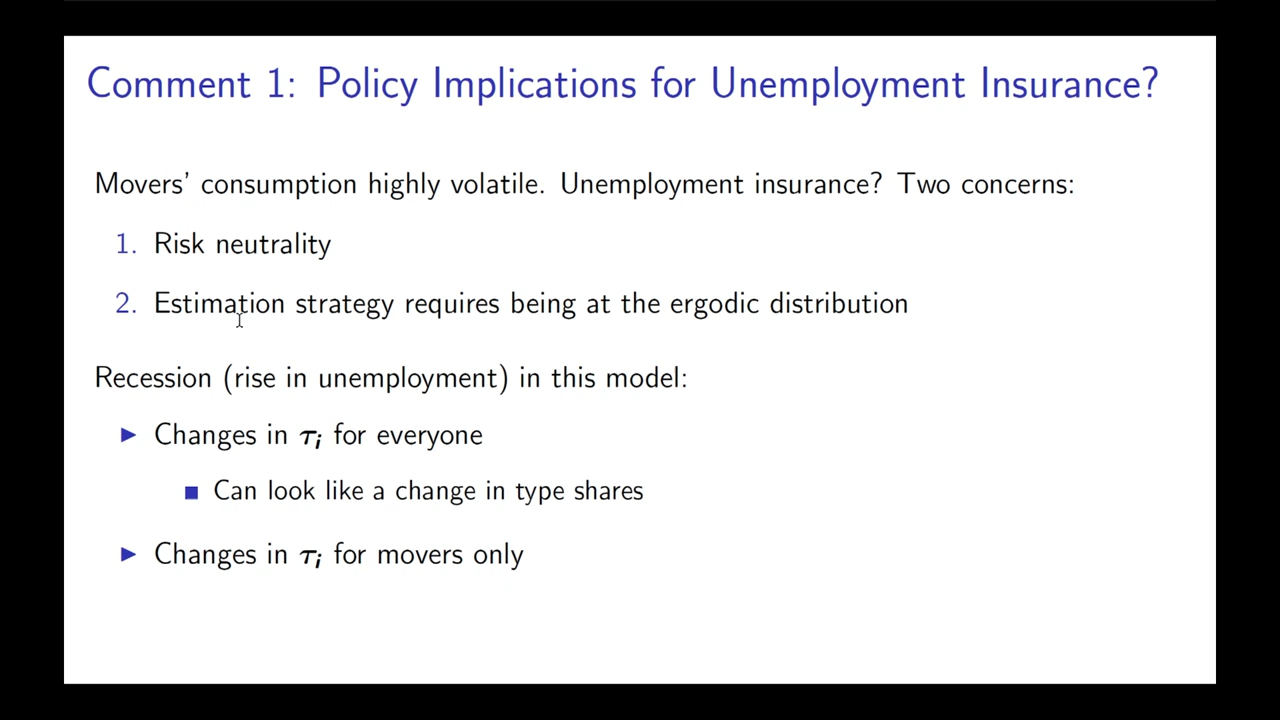 Comment 1: Policy Implications for Unemployment Insurance?
Movers' consumption highly volatile. Unemployment insurance? Two concerns:
1. Risk neutrality
2. Estimation strategy requires being at the ergodic distribution
Recession (rise in unemployment) in this model:
▶ Changes in τᵢ for everyone
■ Can look like a change in type shares
▶ Changes in τᵢ for movers only